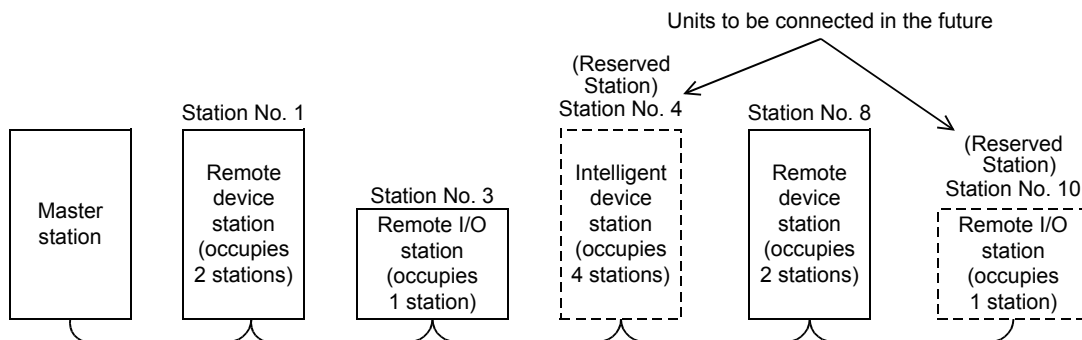 Units to be connected in the future
Master
station
Station No. 1
Remote
device
station
(occupies
2 stations)
Station No. 3
Remote I/O
station
(occupies
1 station)
(Reserved
Station)
Station No. 4
Intelligent
device
station
(occupies
4 stations)
Station No. 8
Remote
device
station
(occupies
2 stations)
(Reserved
Station)
Station No. 10
Remote I/O
station
(occupies
1 station)